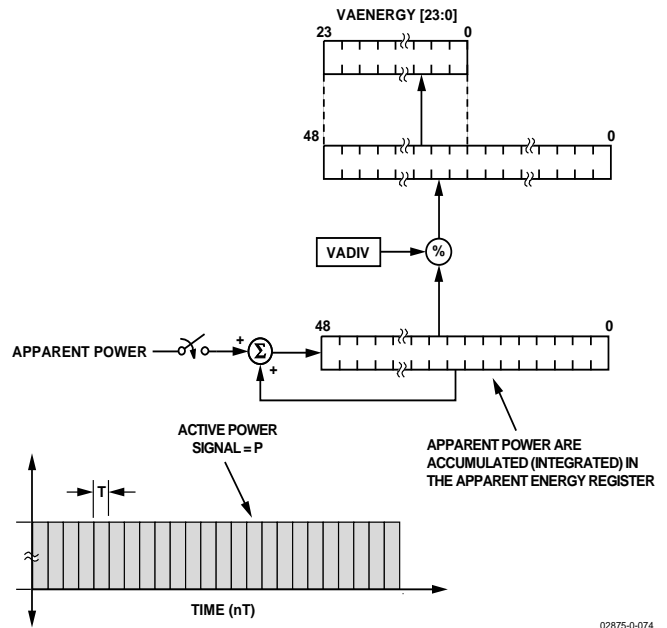 VAENERGY [23:0]
23 0
48 0
VADIV %
48 0
APPARENT POWER + Σ +
ACTIVE POWER
SIGNAL = P
APPARENT POWER ARE
ACCUMULATED (INTEGRATED) IN
THE APPARENT ENERGY REGISTER
T
TIME (nT)
02875-0-074